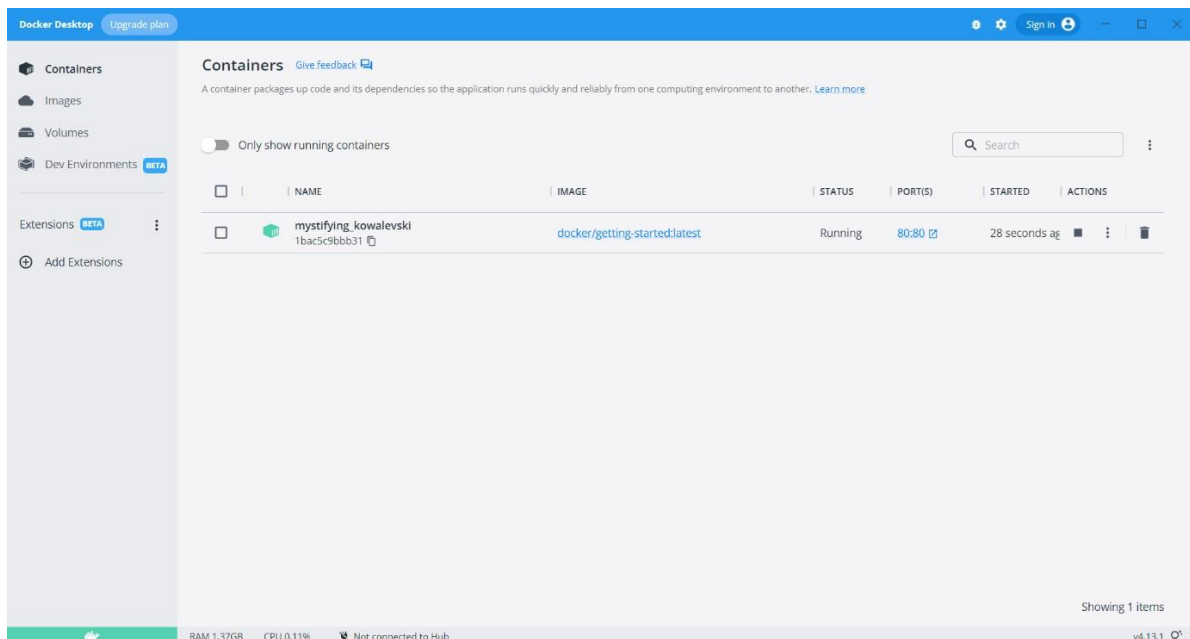 Docker Desktop Upgrade plan Sign in
Containers
Images
Volumes
Dev Environments BETA
Extensions BETA
Add Extensions
Containers Give feedback
A container packages up code and its dependencies so the application runs quickly and reliably from one computing environment to another. Learn more
Only show running containers Search
NAME IMAGE STATUS PORT(S) STARTED ACTIONS
mystifying_kowalevski
1bac5c9bbb31
docker/getting-started:latest Running 80:80 28 seconds ag
Showing 1 items
RAM 1.37GB CPU 0.11% Not connected to Hub v4.13.1